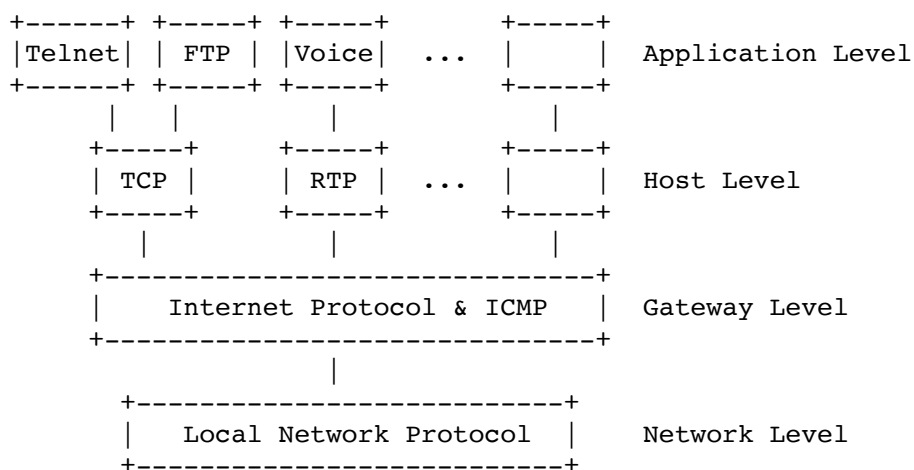 Telnet FTP Voice ... Application Level
TCP RTP ... Host Level
Internet Protocol & ICMP Gateway Level
Local Network Protocol Network Level